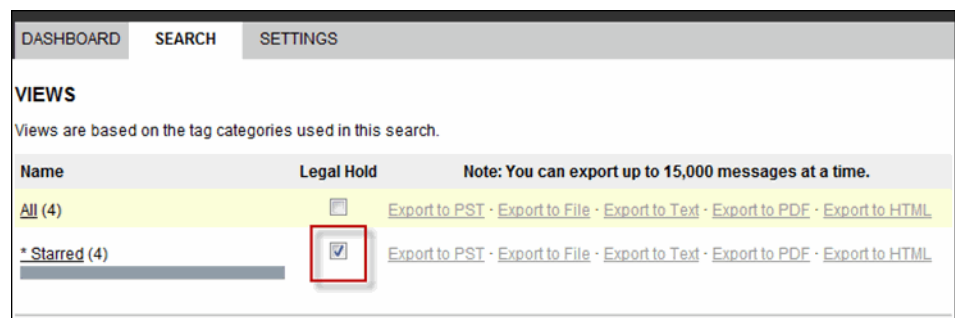 DASHBOARD SEARCH SETTINGS
VIEWS
Views are based on the tag categories used in this search.
Name Legal Hold Note: You can export up to 15,000 messages at a time.
All (4) Export to PST - Export to File - Export to Text - Export to PDF - Export to HTML
* Starred (4) Export to PST - Export to File - Export to Text - Export to PDF - Export to HTML